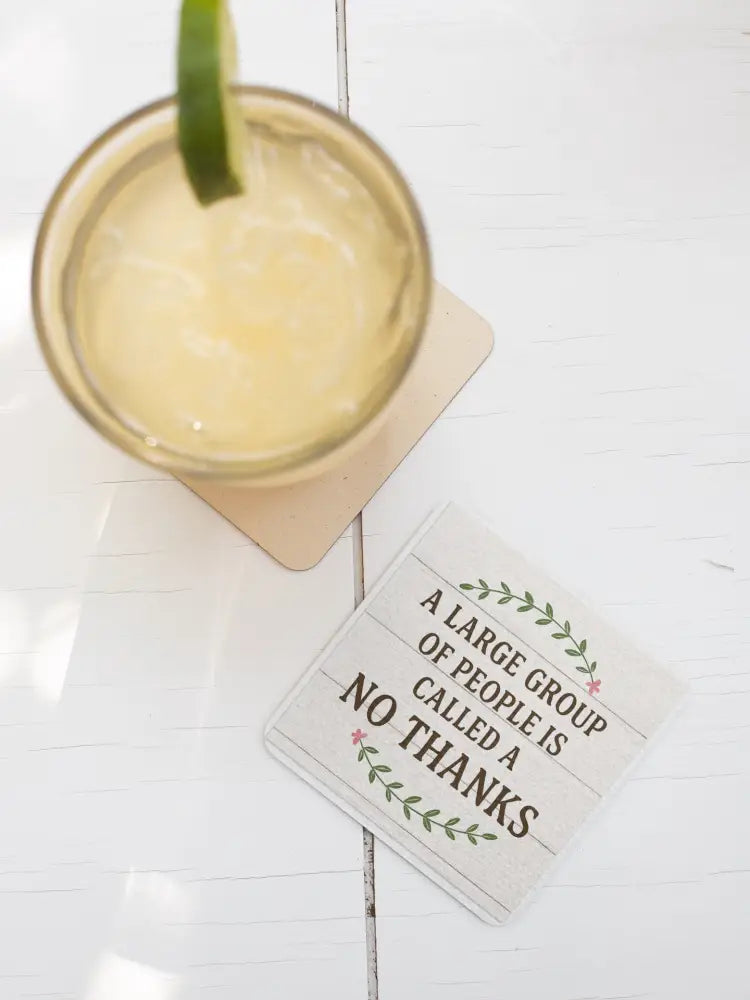 A LARGE GROUP
OF PEOPLE IS
CALLED A
NO THANKS